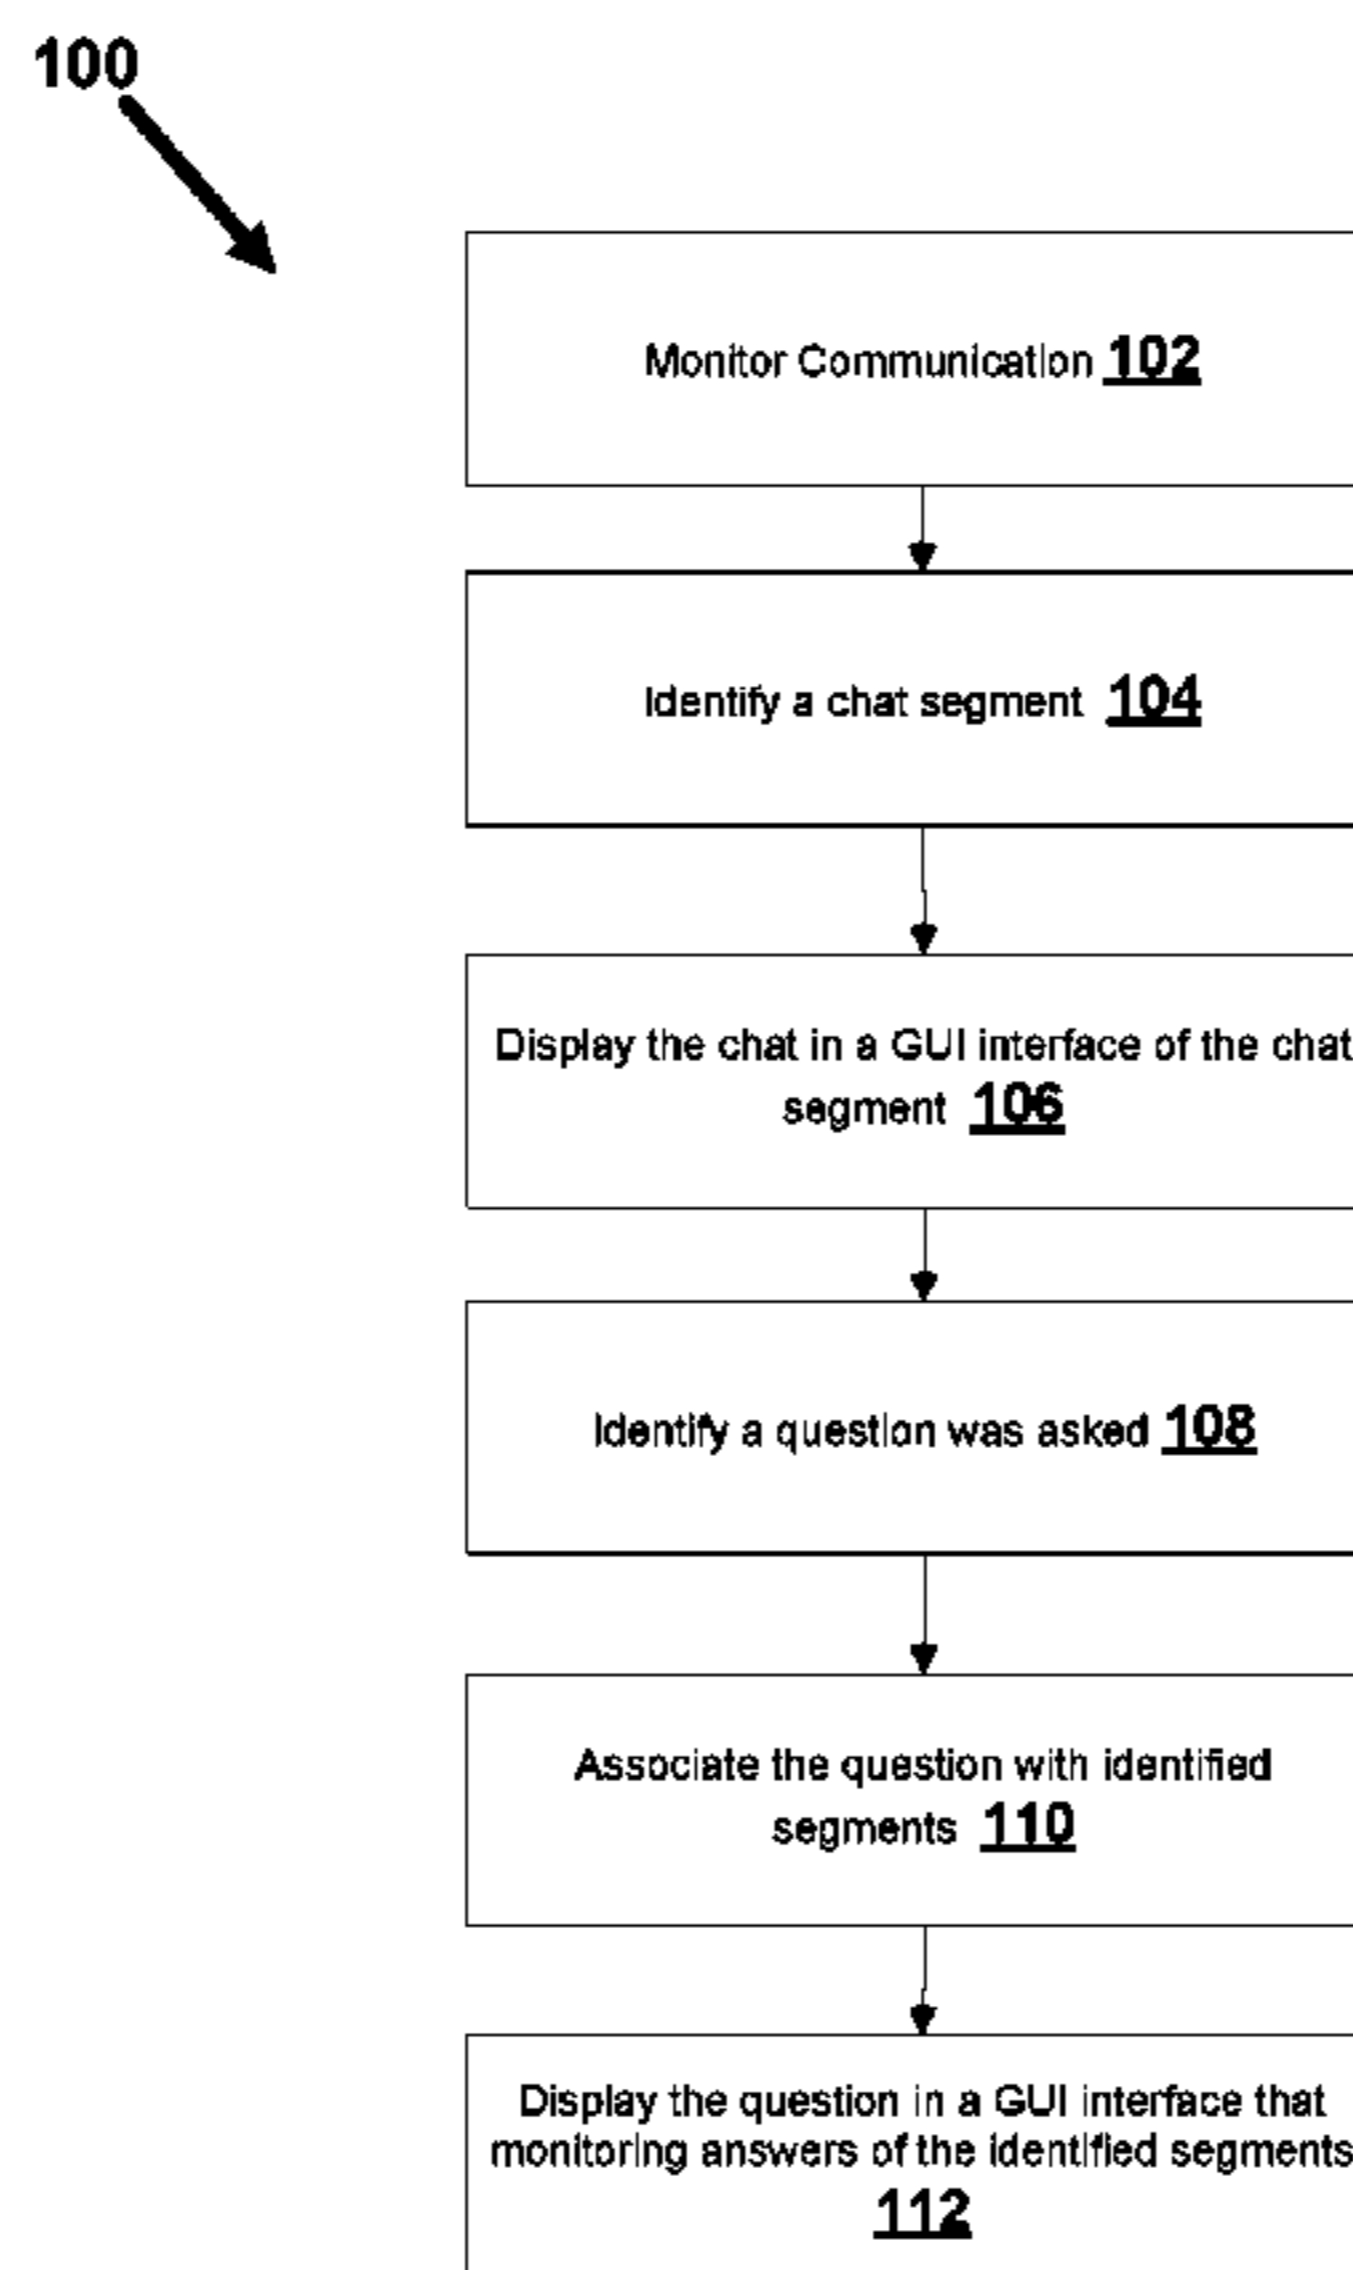 100
Monitor Communication 102
Identify a chat segment 104
Display the chat in a GUI interface of the chat
segment 106
Identify a question was asked 108
Associate the question with identified
segments 110
Display the question in a GUI interface that
monitoring answers of the identified segments
112